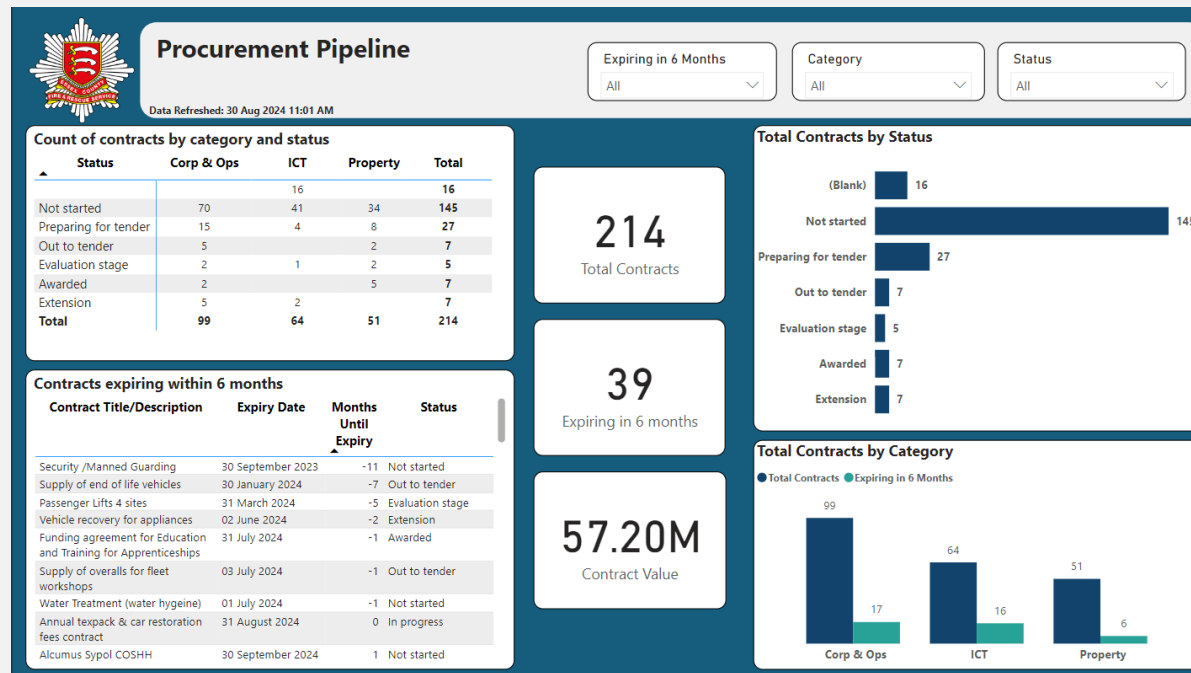 Procurement Pipeline
Data Refreshed: 30 Aug 2024 11:01 AM
ESSEX COUNTY
FIRE & RESCUE SERVICE
Expiring in 6 Months
All
Category
All
Status
All
Count of contracts by category and status
Status Corp & Ops ICT Property Total
16 16
Not started 70 41 34 145
Preparing for tender 15 4 8 27
Out to tender 5 2 7
Evaluation stage 2 1 2 5
Awarded 2 5 7
Extension 5 2 7
Total 99 64 51 214
214
Total Contracts
39
Expiring in 6 months
57.20M
Contract Value
Total Contracts by Status
(Blank) 16
Not started 145
Preparing for tender 27
Out to tender 7
Evaluation stage 5
Awarded 7
Extension 7
Contracts expiring within 6 months
Contract Title/Description Expiry Date Months Status
Until
Expiry
Security /Manned Guarding 30 September 2023 -11 Not started
Supply of end of life vehicles 30 January 2024 -7 Out to tender
Passenger Lifts 4 sites 31 March 2024 -5 Evaluation stage
Vehicle recovery for appliances 02 June 2024 -2 Extension
Funding agreement for Education 31 July 2024 -1 Awarded
and Training for Apprenticeships
Supply of overalls for fleet 03 July 2024 -1 Out to tender
workshops
Water Treatment (water hygeine) 01 July 2024 -1 Not started
Annual texpack & car restoration 31 August 2024 0 In progress
fees contract
Alcumus Sypol COSHH 30 September 2024 1 Not started
Total Contracts by Category
Total Contracts Expiring in 6 Months
99
64
51
17
16
6
Corp & Ops ICT Property